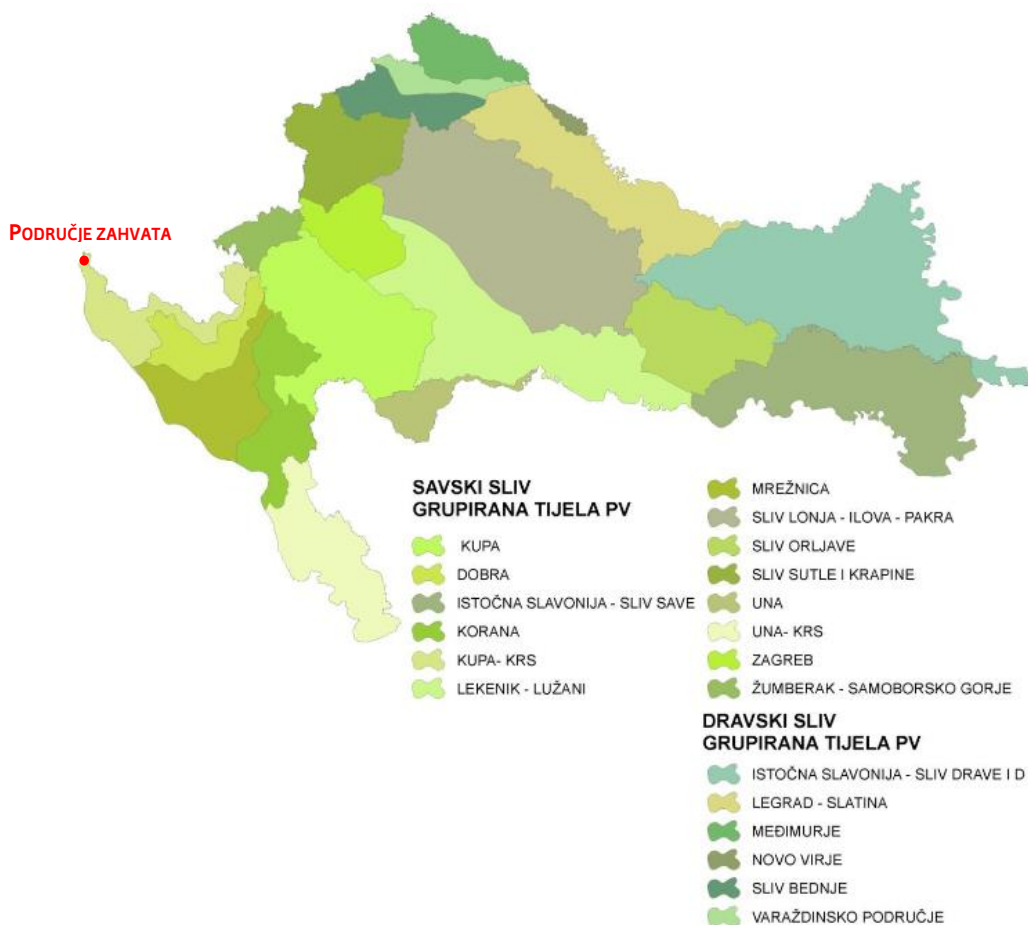 PODRUČJE ZAHVATA
SAVSKI SLIV
GRUPIRANA TIJELA PV
KUPA
DOBRA
ISTOČNA SLAVONIJA - SLIV SAVE
KORANA
KUPA- KRS
LEKENIK - LUŽANI
MREŽNICA
SLIV LONJA - ILOVA - PAKRA
SLIV ORLJAVE
SLIV SUTLE I KRAPINE
UNA
UNA- KRS
ZAGREB
ŽUMBERAK - SAMOBORSKO GORJE
DRAVSKI SLIV
GRUPIRANA TIJELA PV
ISTOČNA SLAVONIJA - SLIV DRAVE I D
LEGRAD - SLATINA
MEĐIMURJE
NOVO VIRJE
SLIV BEDNJE
VARAŽDINSKO PODRUČJE